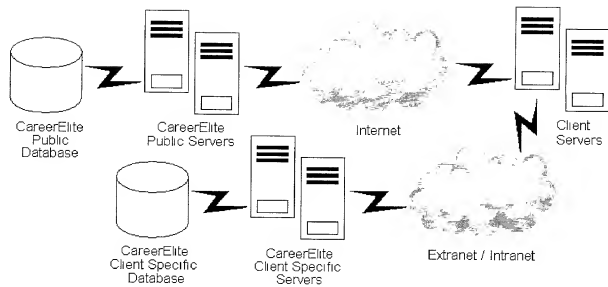 CareerElite
Public
Database
CareerElite
Public Servers
Internet
Client
Servers
CareerElite
Client Specific
Database
CareerElite
Client Specific
Servers
Extranet / Intranet